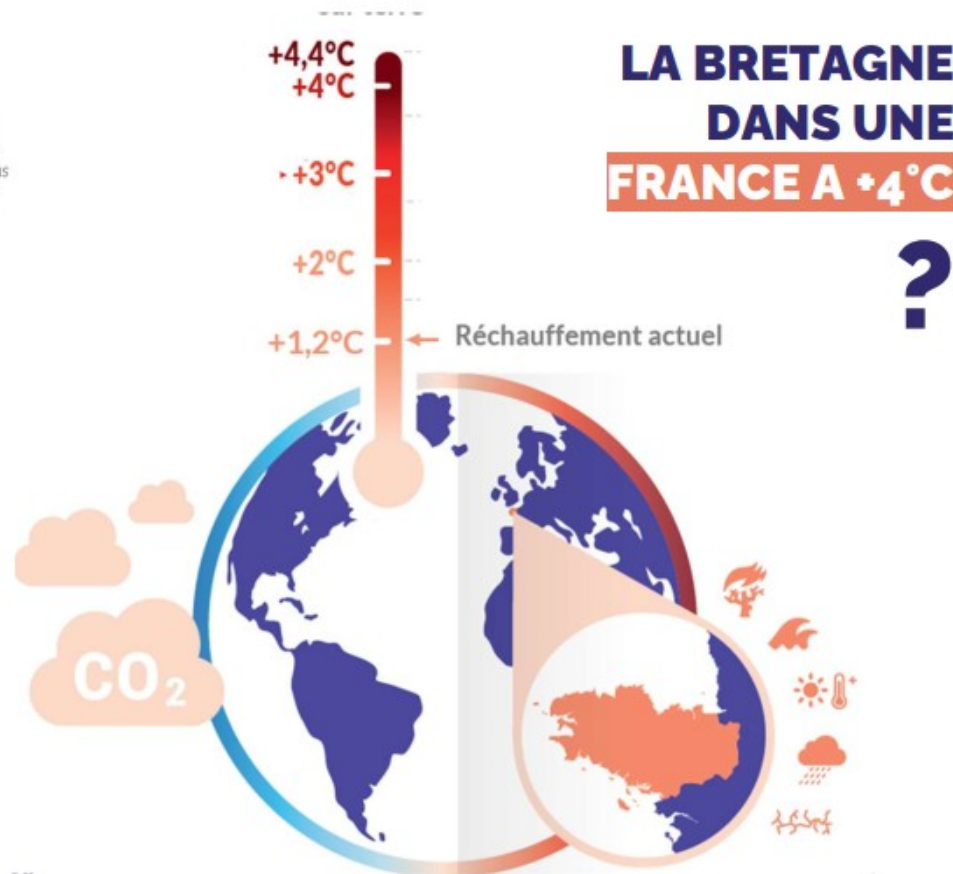 +4,4°C
+4°C
+3°C
+2°C
+1,2°C
Réchauffement actuel
LA BRETAGNE
DANS UNE
FRANCE A +4°C
?
CO₂